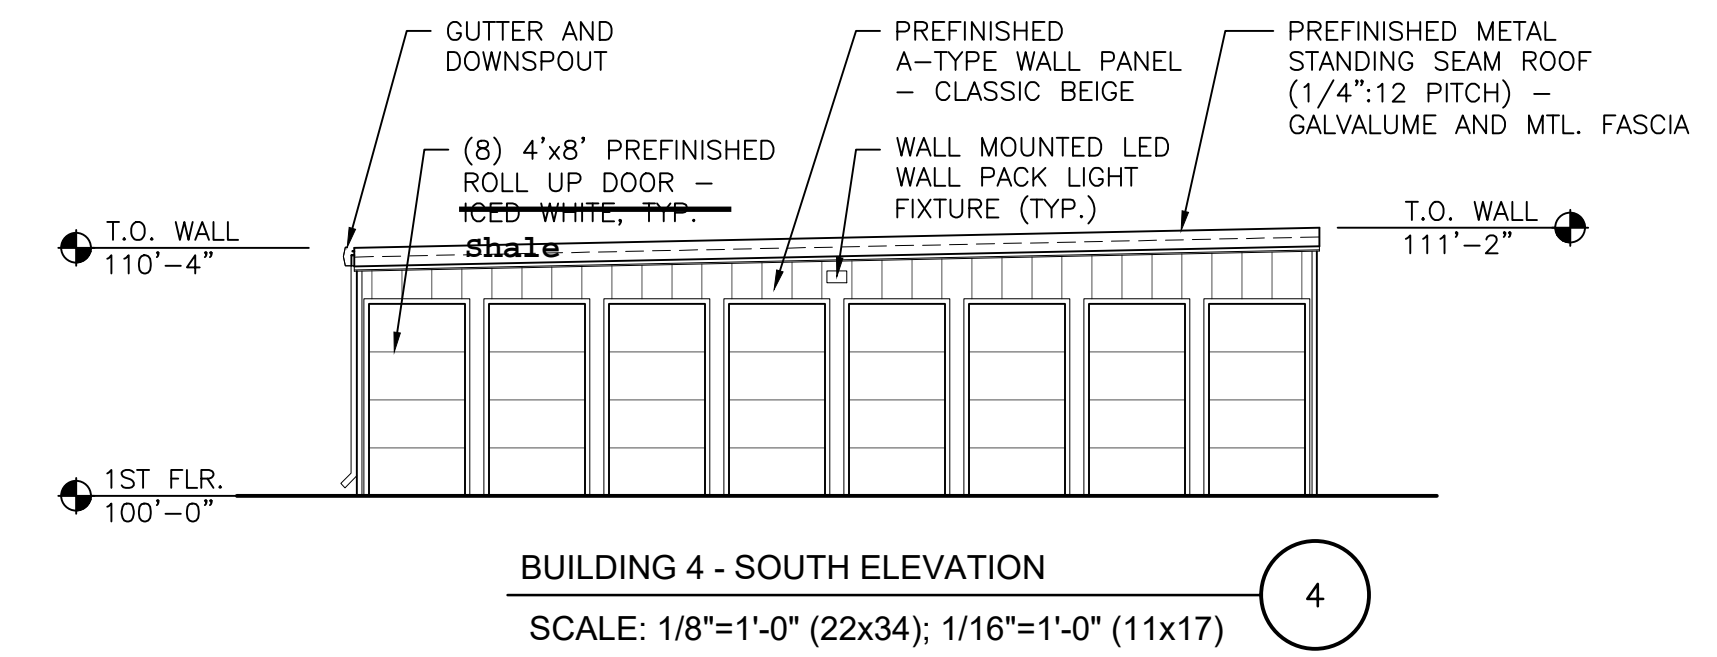 GUTTER AND
DOWNSPOUT
PREFINISHED
A-TYPE WALL PANEL
- CLASSIC BEIGE
PREFINISHED METAL
STANDING SEAM ROOF
(1/4":12 PITCH) -
GALVALUME AND MTL. FASCIA
(8) 4'x8' PREFINISHED
ROLL UP DOOR -
ICED WHITE, TYP.
Shale
WALL MOUNTED LED
WALL PACK LIGHT
FIXTURE (TYP.)
T.O. WALL
110'-4"
T.O. WALL
111'-2"
1ST FLR.
100'-0"
BUILDING 4 - SOUTH ELEVATION
4
SCALE: 1/8"=1'-0" (22x34); 1/16"=1'-0" (11x17)